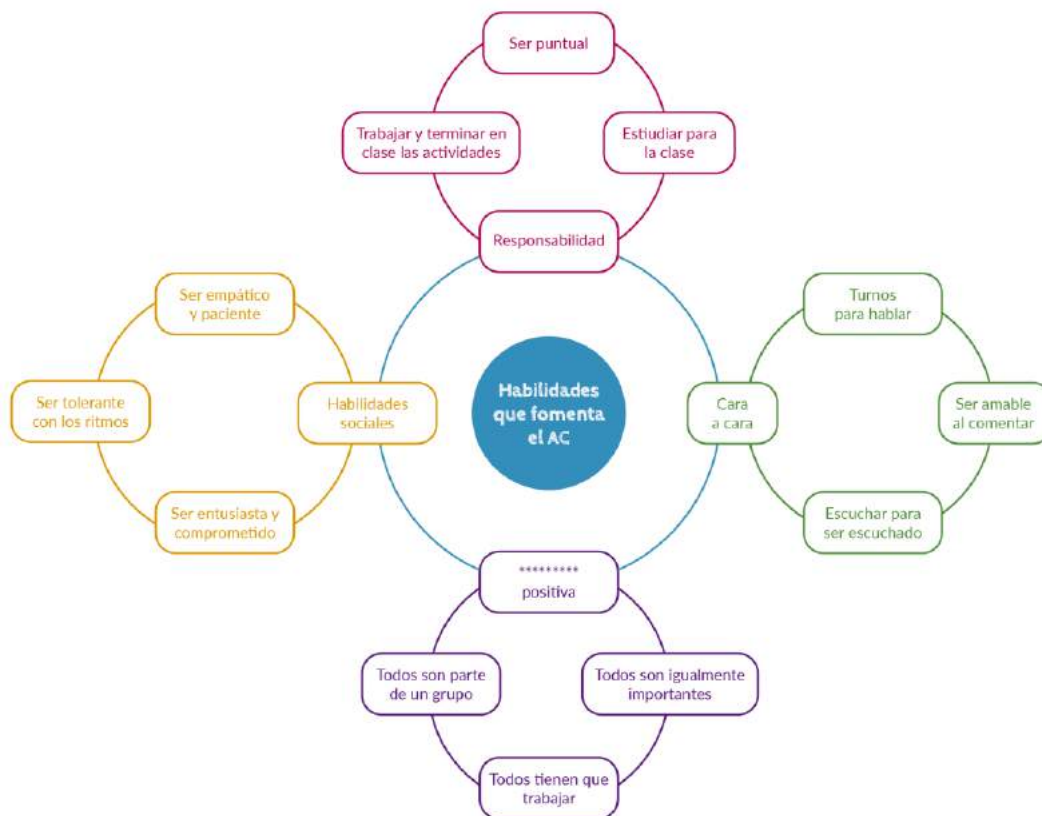 Ser puntual
Trabajar y terminar en
clase las actividades
Estiudiar para
la clase
Responsabilidad
Ser empático
y paciente
Turnos
para hablar
Ser tolerante
con los ritmos
Habilidades
sociales
Habilidades
que fomenta
el AC
Cara
a cara
Ser amable
al comentar
Ser entusiasta y
comprometido
Escuchar para
ser escuchado
*********
positiva
Todos son parte
de un grupo
Todos son igualmente
importantes
Todos tienen que
trabajar